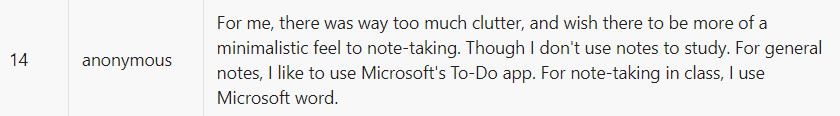 For me, there was way too much clutter, and wish there to be more of a
minimalistic feel to note-taking. Though I don't use notes to study. For general
14 anonymous notes, I like to use Microsoft's To-Do app. For note-taking in class, I use
Microsoft word.